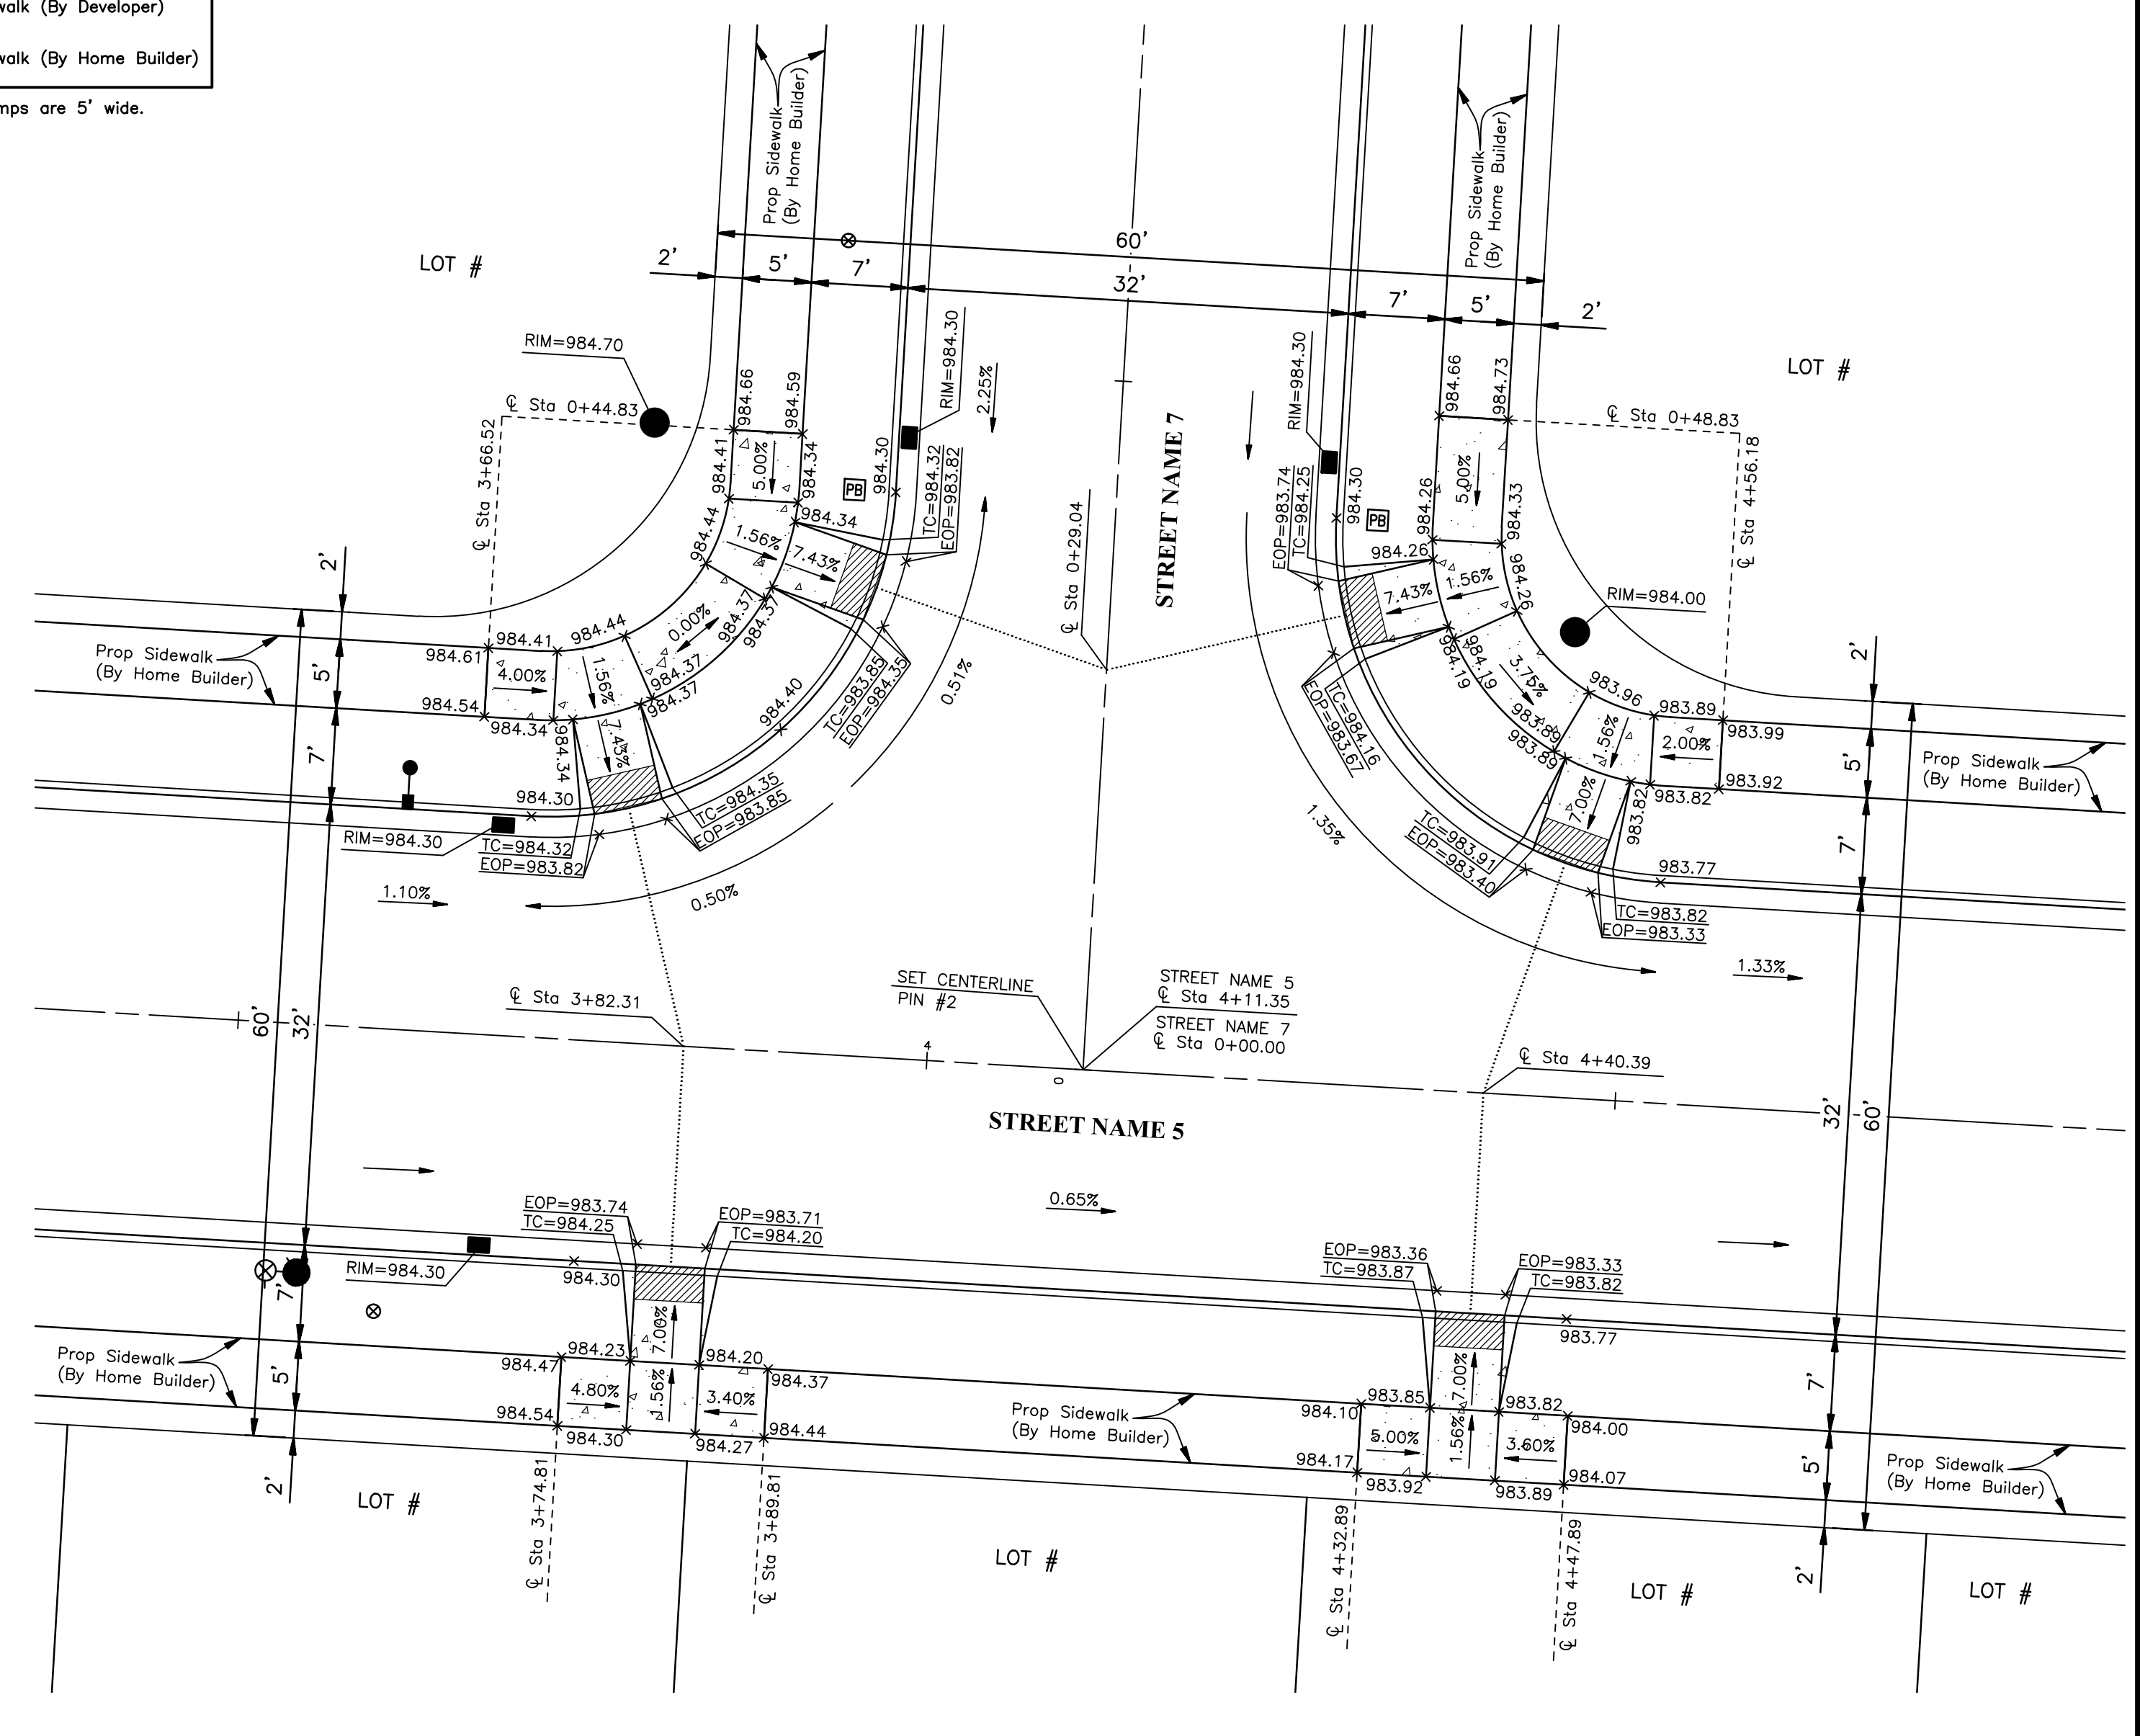 walk (By Developer)
walk (By Home Builder)
mps are 5' wide.
Prop Sidewalk
(By Home Builder)
Prop Sidewalk
(By Home Builder)
LOT #
60'
2'
5'
7'
32'
7'
5'
2'
LOT #
RIM=984.70
RIM=984.30
2.25%
RIM=984.30
℄ Sta 0+44.83
℄ Sta 3+66.52
984.66
984.59
984.41
984.34
5.00%
PB
984.30
TC=984.32
EOP=983.82
984.34
984.44
1.56%
7.43%
984.37
984.37
0.00%
984.44
984.41
984.61
4.00%
984.54
984.34
984.34
1.56%
7.43%
984.37
984.37
984.30
984.40
TC=983.85
EOP=984.35
TC=984.35
EOP=983.85
TC=984.32
EOP=983.82
RIM=984.30
0.51%
0.50%
1.10%
2'
5'
7'
Prop Sidewalk
(By Home Builder)
℄ Sta 0+29.04
STREET NAME 7
984.66
984.73
℄ Sta 0+48.83
℄ Sta 4+56.18
EOP=983.74
TC=984.25
984.30
PB
984.26
984.33
5.00%
984.26
984.26
7.43%
1.56%
RIM=984.00
984.19
984.19
3.75%
983.96
983.89
983.99
983.89
983.89
1.56%
2.00%
983.82
983.92
7.00%
983.82
983.77
TC=984.16
EOP=983.67
TC=983.91
EOP=983.40
TC=983.82
EOP=983.33
1.35%
1.33%
2'
5'
7'
Prop Sidewalk
(By Home Builder)
60'
32'
℄ Sta 3+82.31
SET CENTERLINE
PIN #2
STREET NAME 5
℄ Sta 4+11.35
STREET NAME 7
℄ Sta 0+00.00
4
0
℄ Sta 4+40.39
32'
60'
STREET NAME 5
0.65%
EOP=983.74
TC=984.25
EOP=983.71
TC=984.20
RIM=984.30
984.30
7'
5'
2'
Prop Sidewalk
(By Home Builder)
984.47
984.23
984.20
984.37
7.00%
4.80%
1.56%
3.40%
984.54
984.30
984.27
984.44
℄ Sta 3+74.81
℄ Sta 3+89.81
Prop Sidewalk
(By Home Builder)
EOP=983.36
TC=983.87
EOP=983.33
TC=983.82
983.77
984.10
983.85
983.82
984.00
7.00%
5.00%
1.56%
3.60%
984.17
983.92
983.89
984.07
℄ Sta 4+32.89
℄ Sta 4+47.89
7'
5'
2'
Prop Sidewalk
(By Home Builder)
LOT #
LOT #
LOT #
LOT #